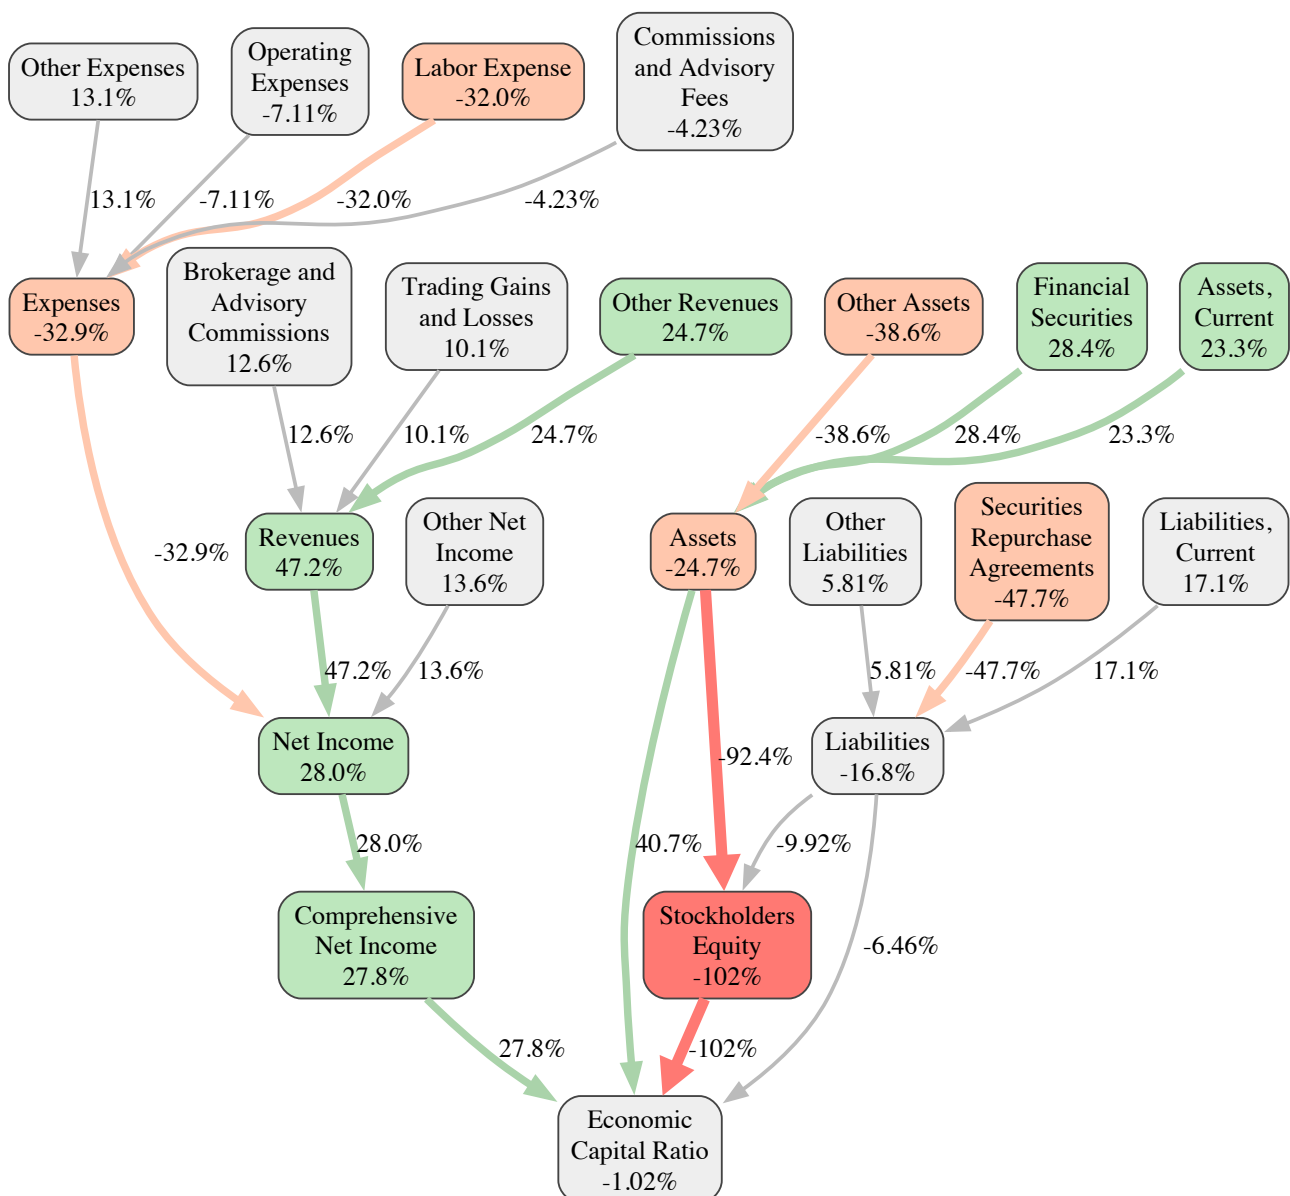 Other Expenses
13.1%
Operating
Expenses
-7.11%
Labor Expense
-32.0%
Commissions
and Advisory
Fees
-4.23%
13.1%
-7.11%
-32.0%
-4.23%
Expenses
-32.9%
Brokerage and
Advisory
Commissions
12.6%
Trading Gains
and Losses
10.1%
Other Revenues
24.7%
Other Assets
-38.6%
Financial
Securities
28.4%
Assets,
Current
23.3%
12.6%
10.1%
24.7%
-38.6%
28.4%
23.3%
-32.9%
Revenues
47.2%
Other Net
Income
13.6%
Assets
-24.7%
Other
Liabilities
5.81%
Securities
Repurchase
Agreements
-47.7%
Liabilities,
Current
17.1%
47.2%
13.6%
5.81%
-47.7%
17.1%
Net Income
28.0%
-92.4%
Liabilities
-16.8%
28.0%
40.7%
-9.92%
Comprehensive
Net Income
27.8%
Stockholders
Equity
-102%
-6.46%
27.8%
-102%
Economic
Capital Ratio
-1.02%